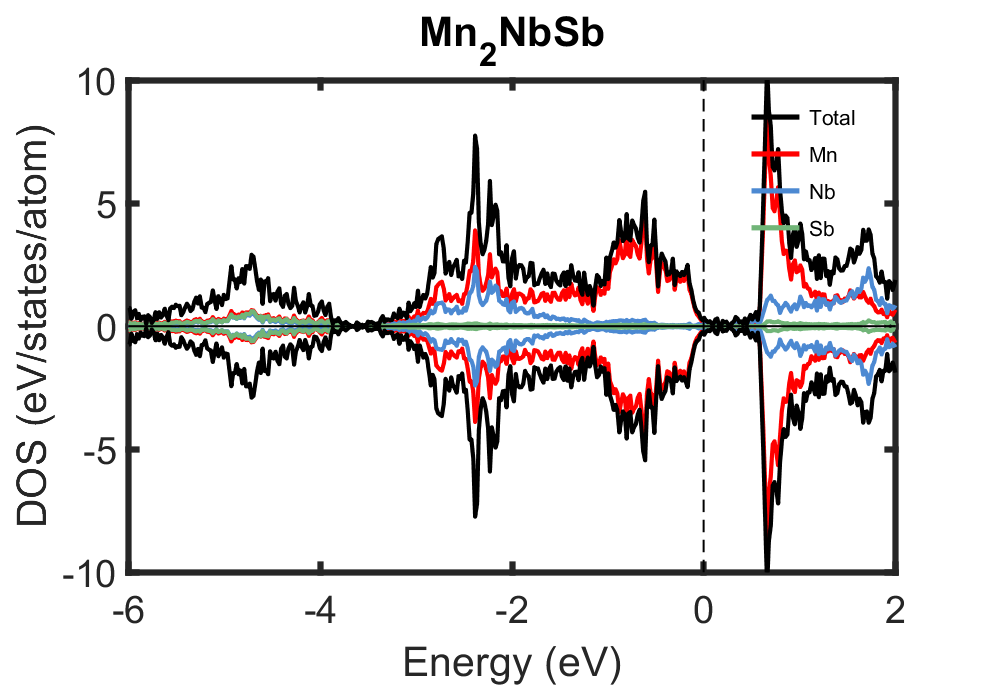 Mn2NbSb
10
5
0
-5
-10
DOS (eV/states/atom)
Total
Mn
Nb
Sb
-6 -4 -2 0 2
Energy (eV)